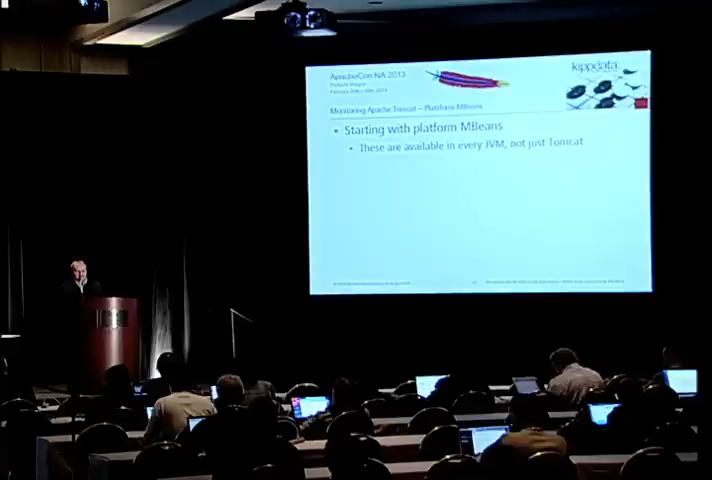 ApacheCon NA 2013
kippdata
Monitoring Apache Tomcat – Platform MBeans
• Starting with platform MBeans
• These are available in every JVM, not just Tomcat